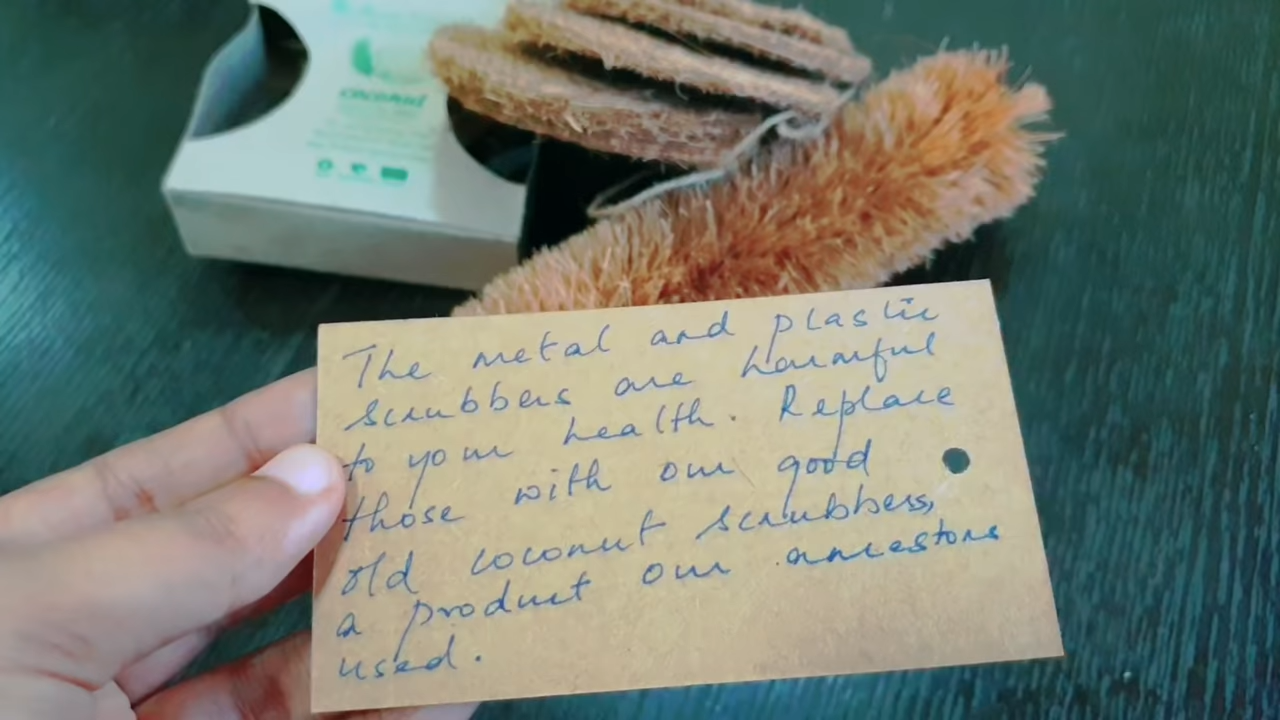 coconut
The metal and plastic
scrubbers are harmful
to your health. Replace
those with our good
old coconut scrubbers,
a product our ancestors
used.